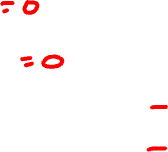 = 0
= 0